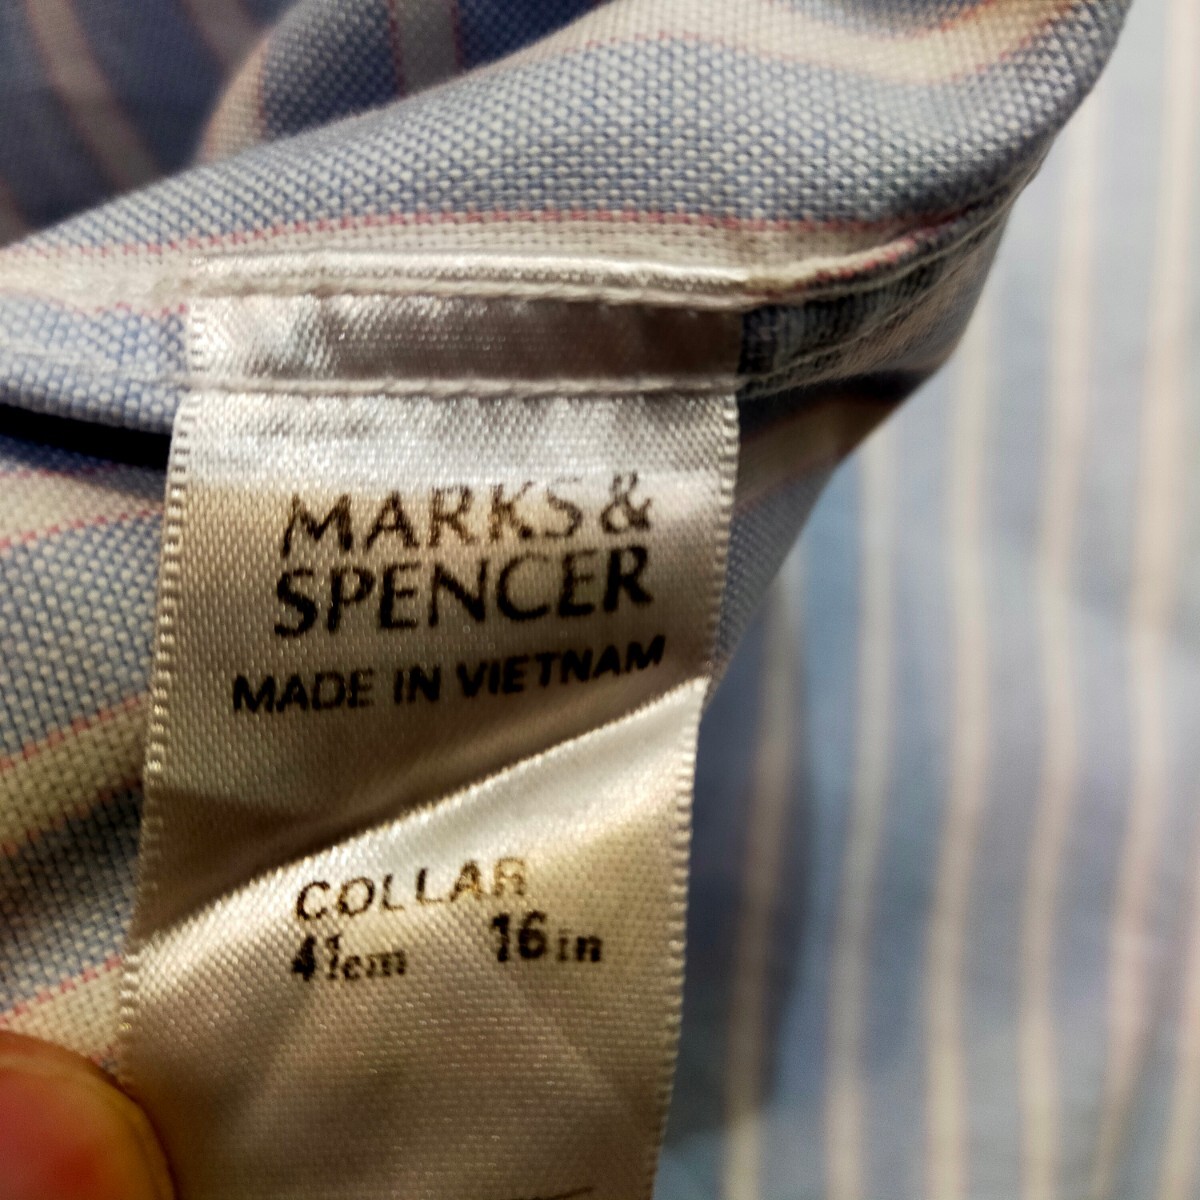 MARKS &
SPENCER
MADE IN VIETNAM
COLLAR
41cm 16in